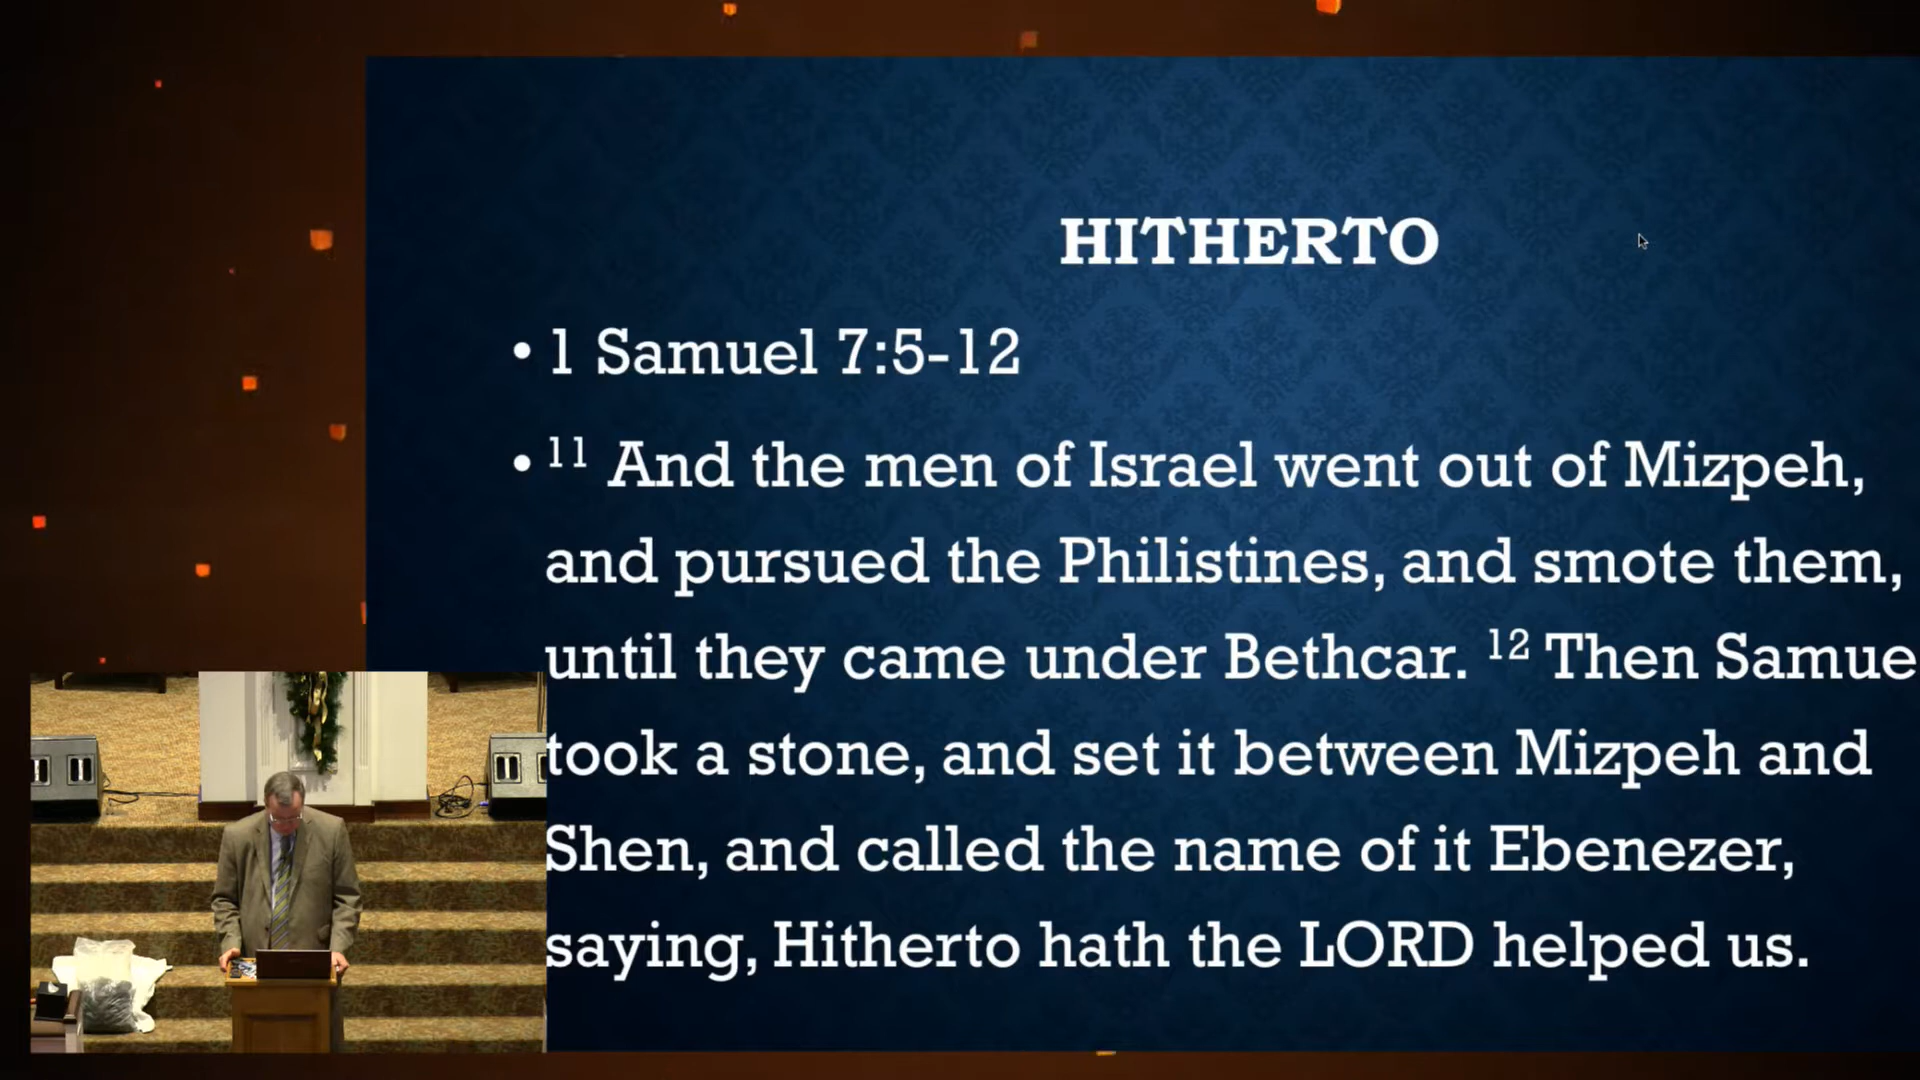 HITHERTO
• 1 Samuel 7:5-12
• 11 And the men of Israel went out of Mizpeh,
and pursued the Philistines, and smote them,
until they came under Bethcar. 12 Then Samue
took a stone, and set it between Mizpeh and
Shen, and called the name of it Ebenezer,
saying, Hitherto hath the LORD helped us.